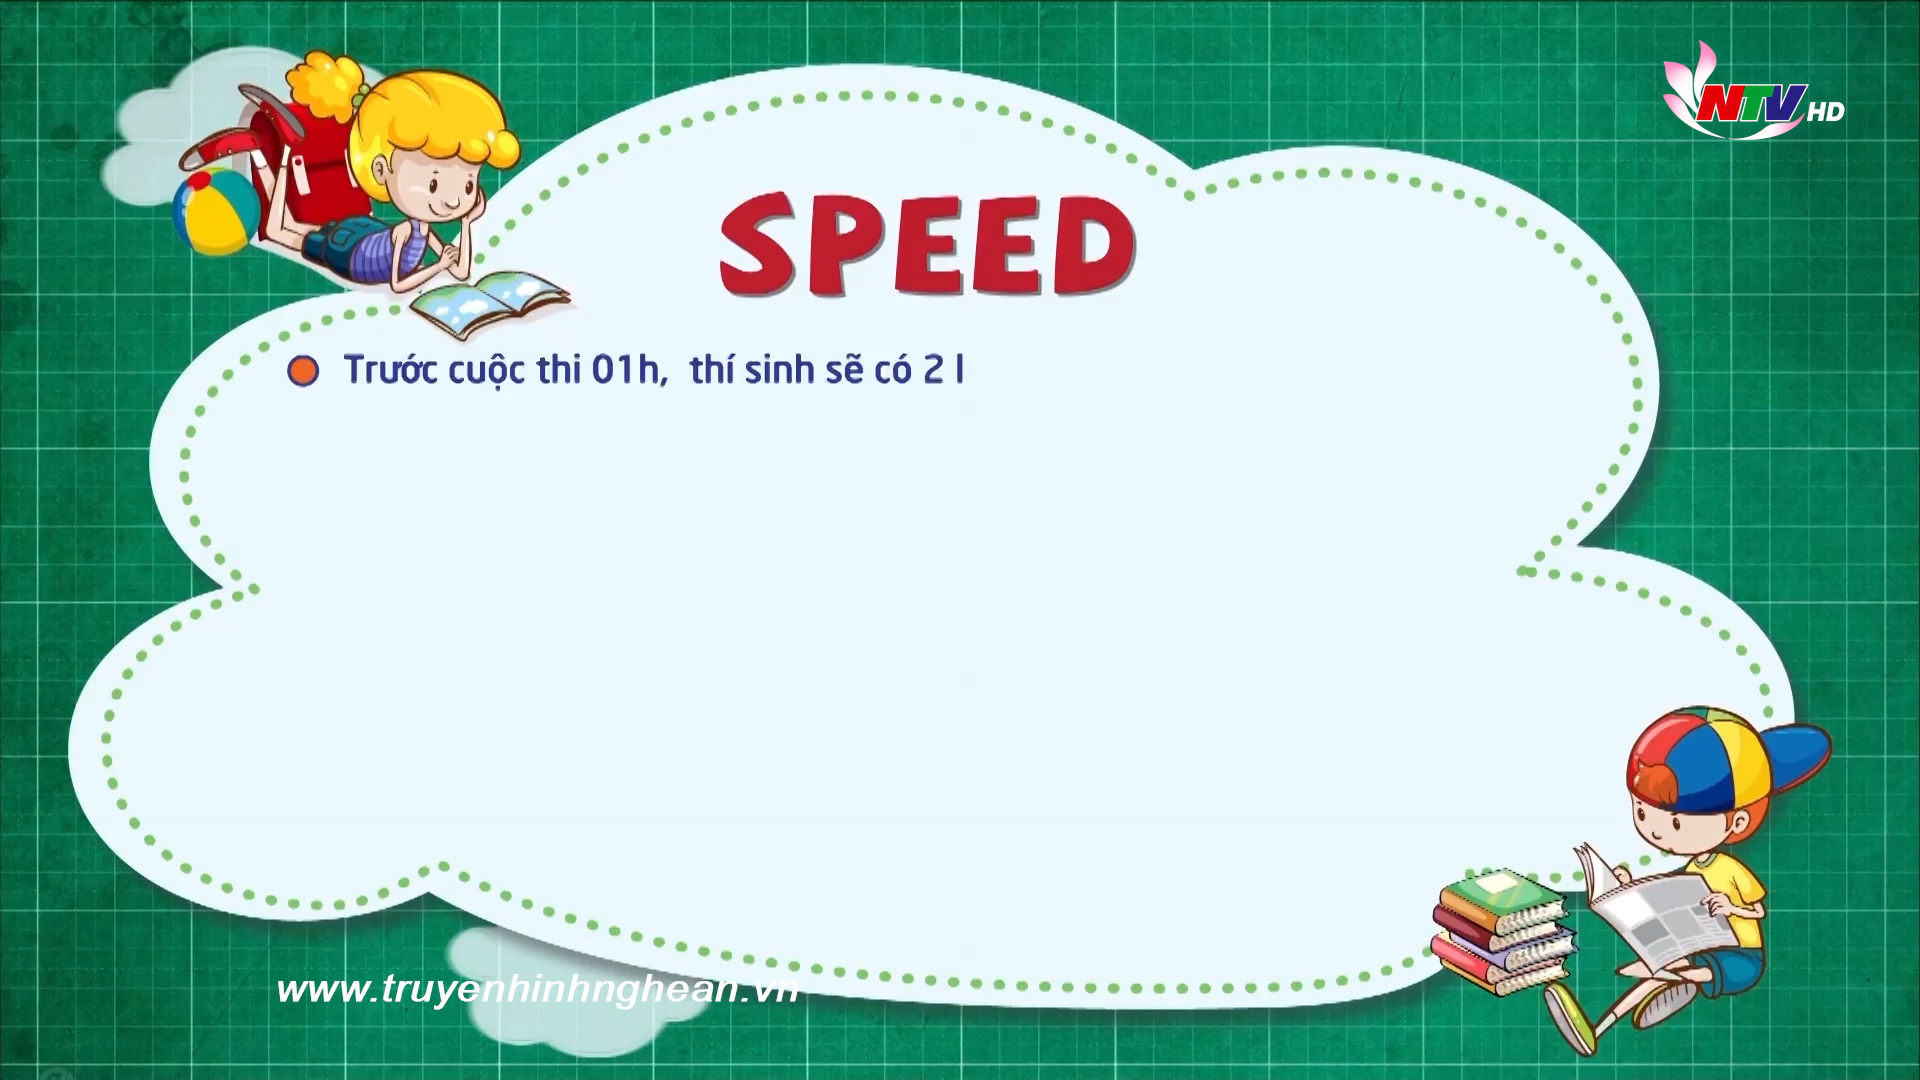 NTV HD
SPEED
Trước cuộc thi 01h, thí sinh sẽ có 2 l
www.truyenhinhnghean.vn